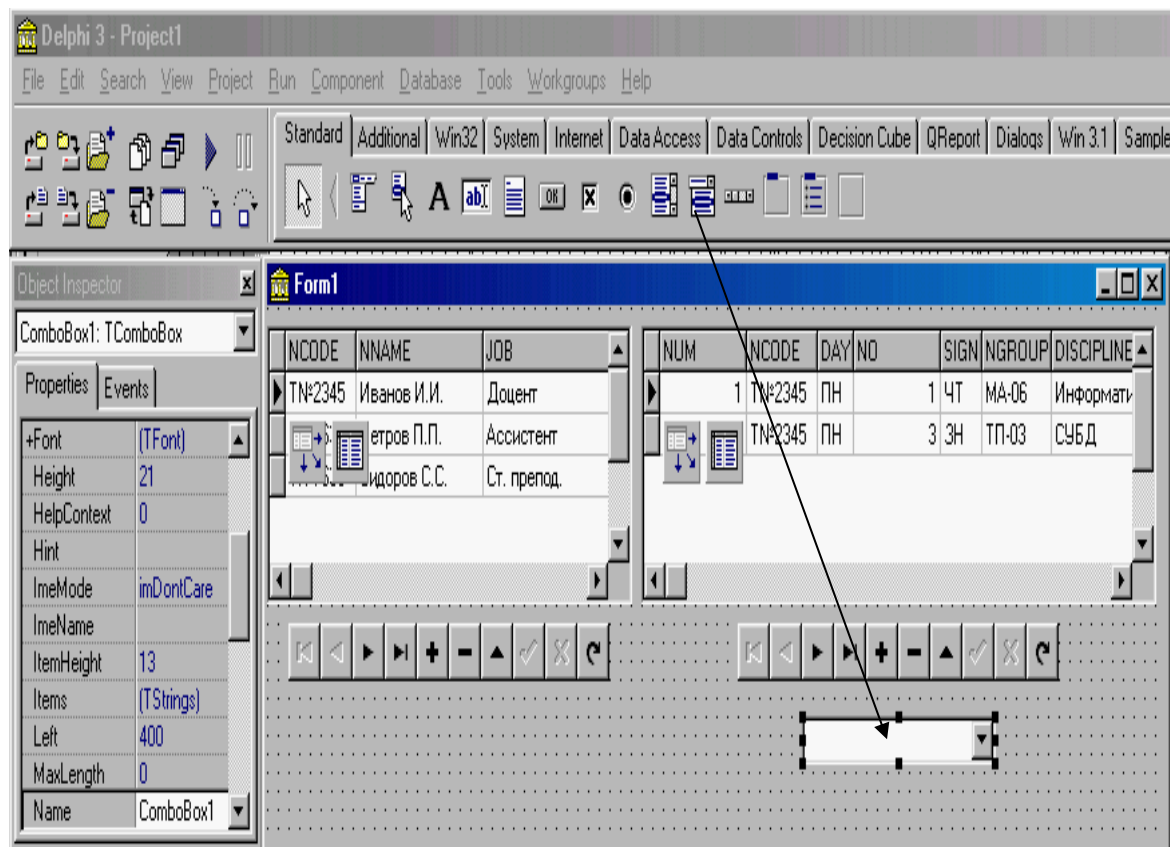 Delphi 3 - Project1
File Edit Search View Project Run Component Database Tools Workgroups Help
Standard Additional Win32 System Internet Data Access Data Controls Decision Cube QReport Dialogs Win 3.1 Sample
A ab OK
Object Inspector
ComboBox1: TComboBox
Properties Events
+Font (TFont)
Height 21
HelpContext 0
Hint
ImeMode imDontCare
ImeName
ItemHeight 13
Items (TStrings)
Left 400
MaxLength 0
Name ComboBox1
Form1
NCODE NNAME JOB
TN²2345 Иванов И.И. Доцент
етров П.П. Ассистент
идоров С.С. Ст. препод.
NUM NCODE DAY NO SIGN NGROUP DISCIPLINE
1 TN²2345 ПН 1 ЧТ МА-06 Информати
TN²2345 ПН 3 ЗН ТП-03 СУБД